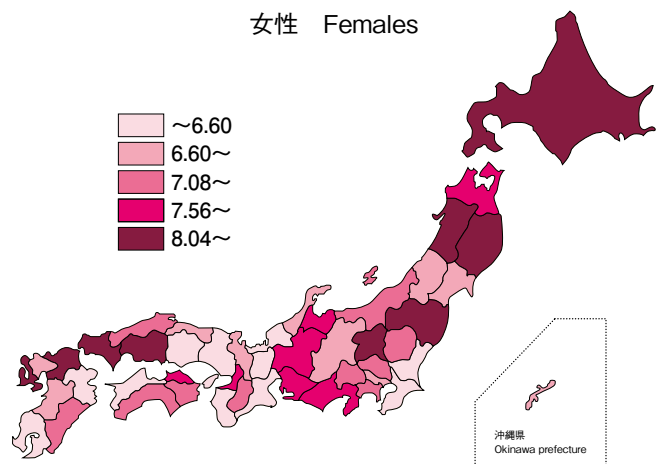 女性　Females
～6.60
6.60～
7.08～
7.56～
8.04～
沖縄県
Okinawa prefecture